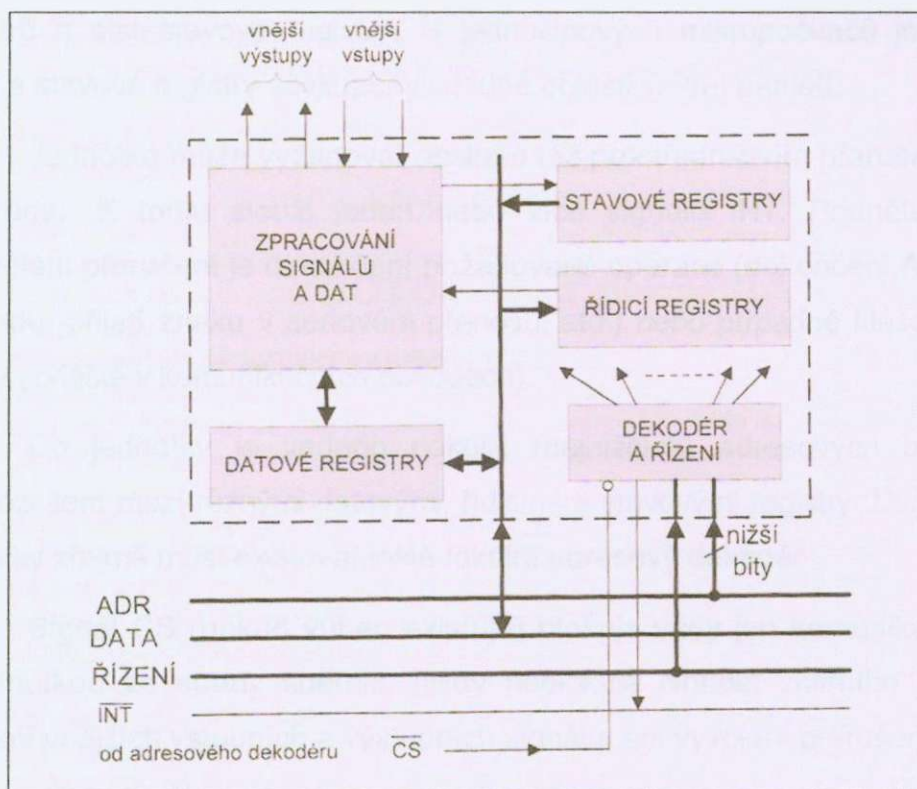 vnější
výstupy
vnější
vstupy
ZPRACOVÁNÍ
SIGNÁLŮ
A DAT
STAVOVÉ REGISTRY
ŘÍDICÍ REGISTRY
DATOVÉ REGISTRY
DEKODÉR
A ŘÍZENÍ
nižší
bity
ADR
DATA
ŘÍZENÍ
INT
od adresového dekodéru CS